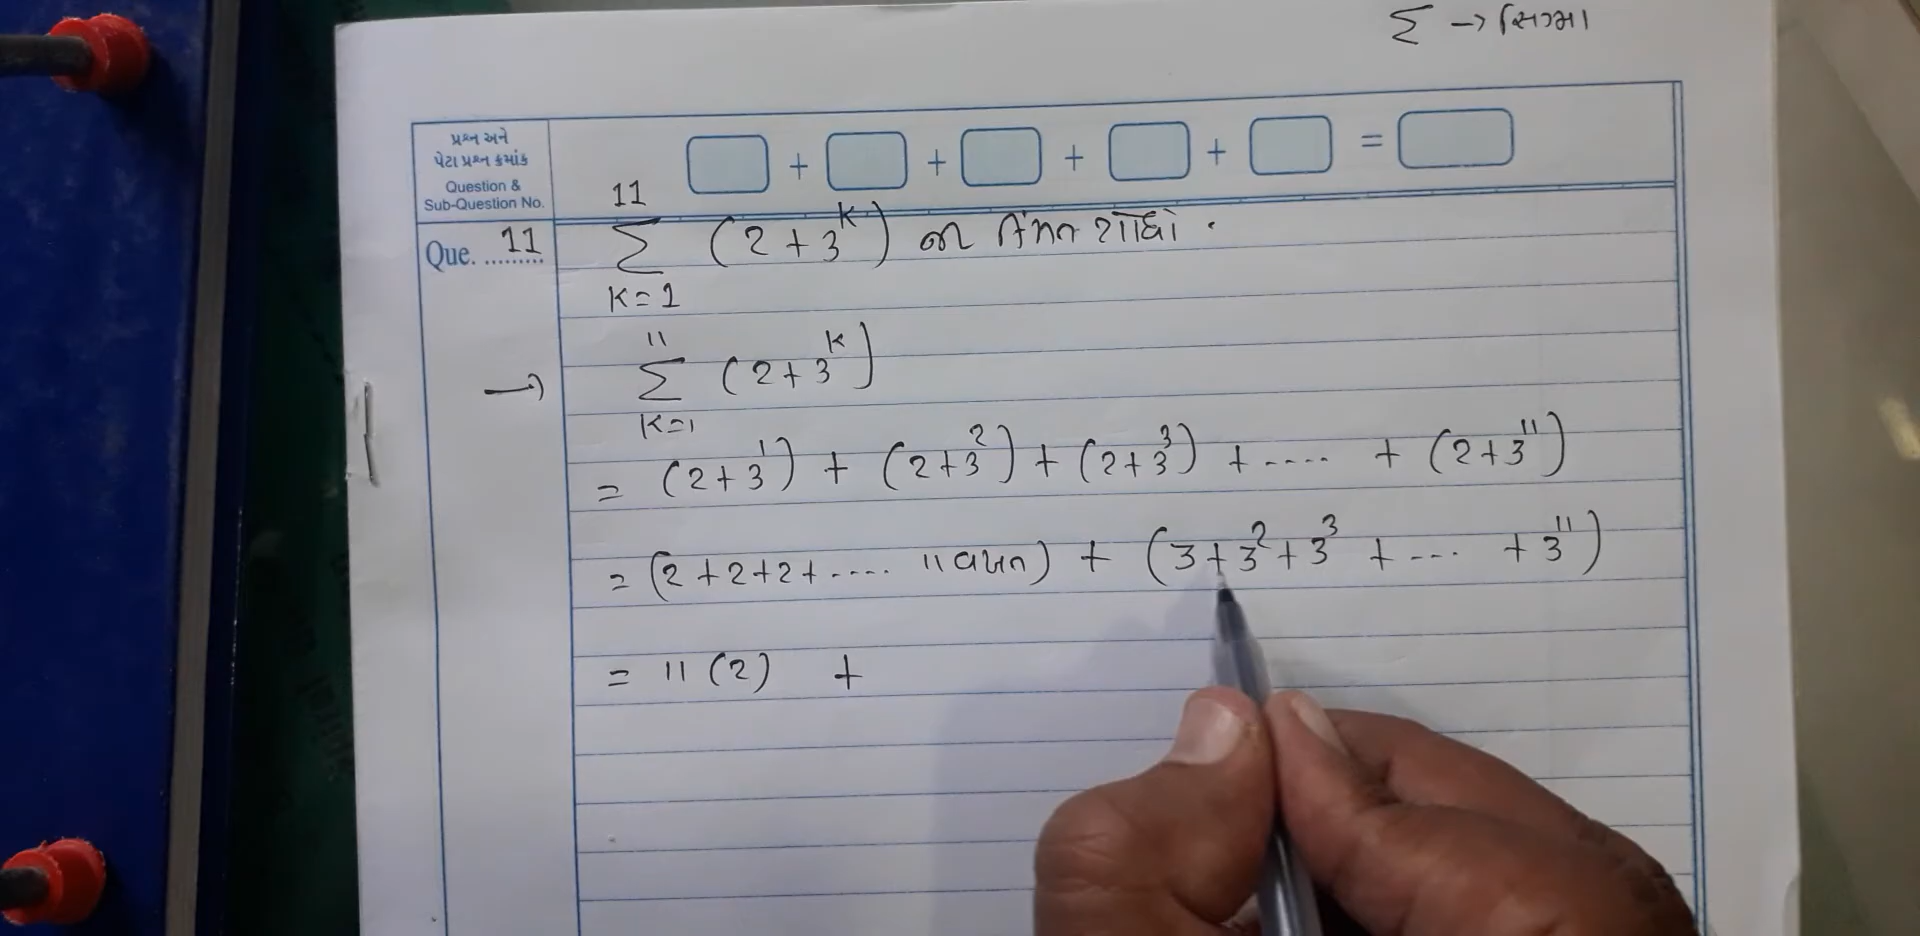 Σ → સિગ્મા
પ્રશ્ન અને
પેટા પ્રશ્ન ક્રમાંક
Question &
Sub-Question No.
+ + + + =
Que. 11
11 Σ K=1 (2 + 3^K) ની કિંમત શોધો .
→ 11 Σ K=1 (2+3^K)
= (2+3^1) + (2+3^2) + (2+3^3) + .... + (2+3^11)
= (2+2+2+.... 11 વખત) + (3+3^2+3^3 + ... + 3^11)
= 11 (2) +